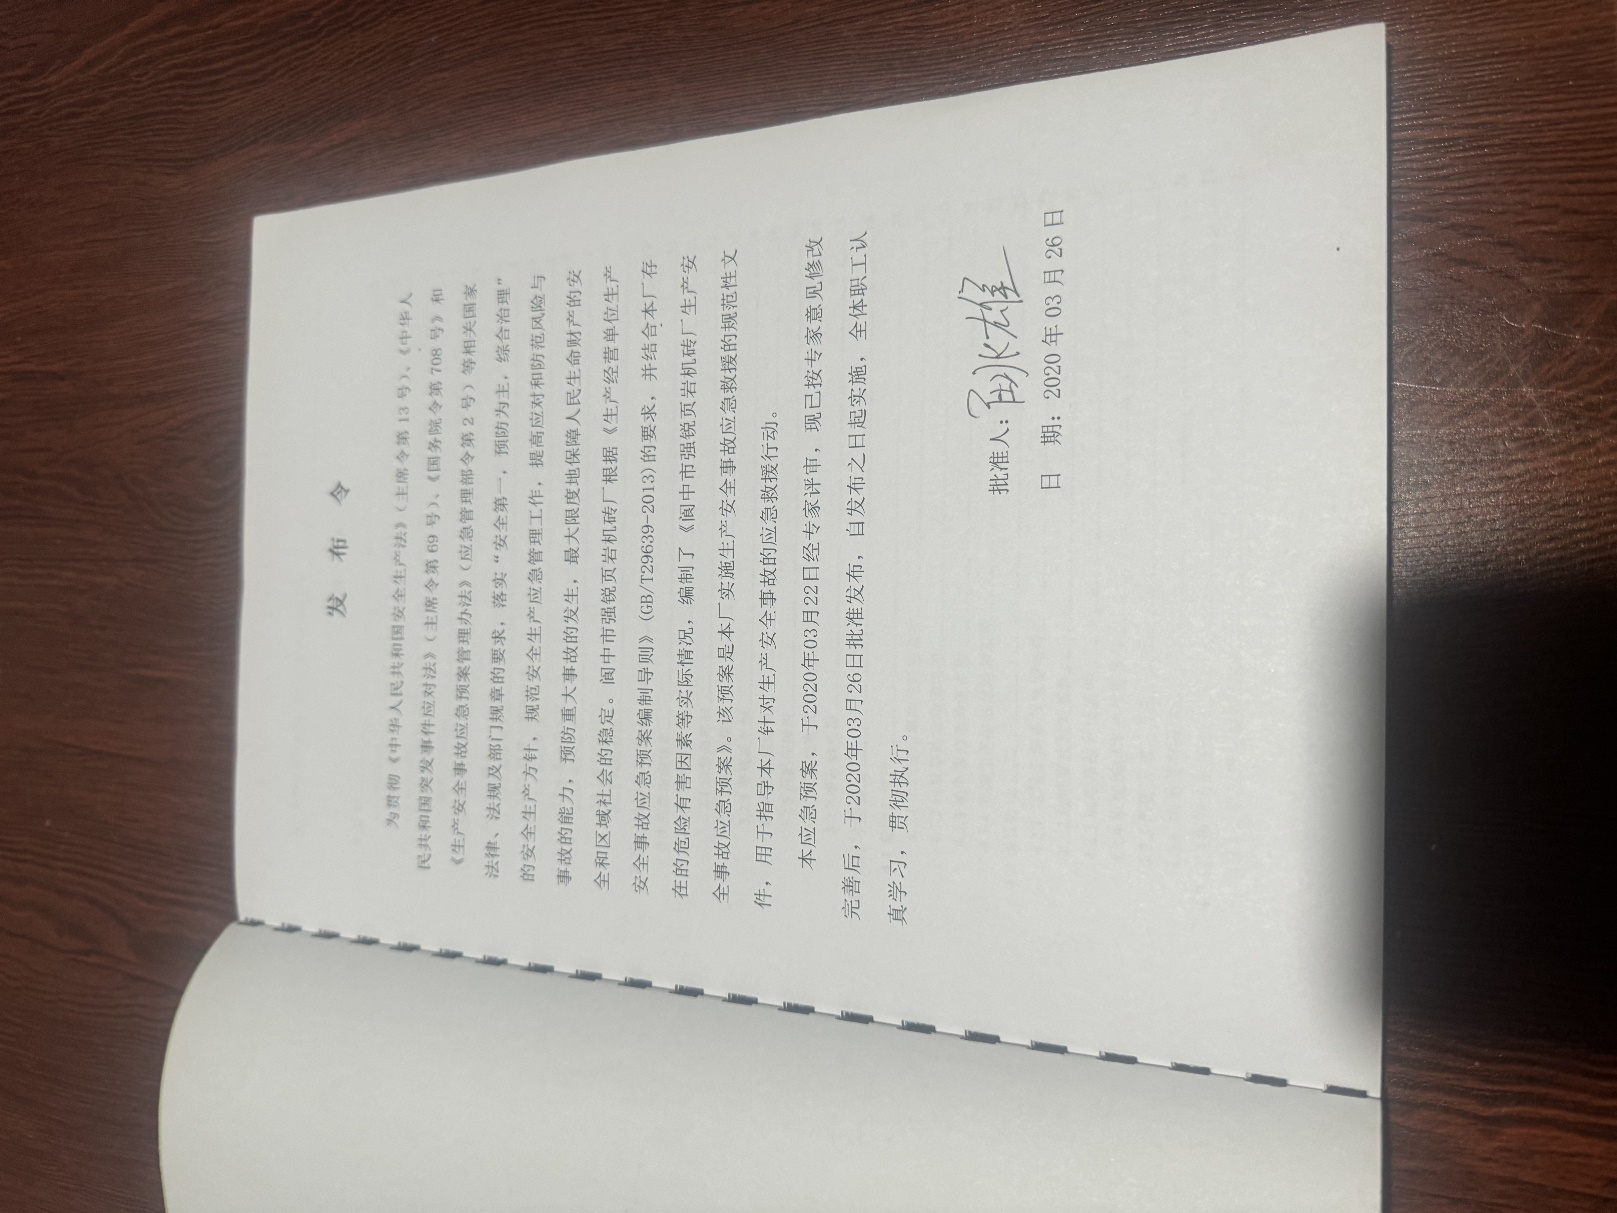 发 布 令
为贯彻《中华人民共和国安全生产法》(主席令第 13 号)、《中华人
民共和国突发事件应对法》(主席令第 69 号)、《国务院令第 708 号》和
《生产安全事故应急预案管理办法》(应急管理部令第 2 号) 等相关国家
法律、法规及部门规章的要求，落实“安全第一，预防为主，综合治理”
的安全生产方针，规范安全生产应急管理工作，提高应对和防范风险与
事故的能力，预防重大事故的发生，最大限度地保障人民生命财产的安
全和区域社会的稳定。阆中市强锐页岩机砖厂根据《生产经营单位生产
安全事故应急预案编制导则》(GB/T29639-2013)的要求，并结合本厂存
在的危险有害因素等实际情况，编制了《阆中市强锐页岩机砖厂生产安
全事故应急预案》。该预案是本厂实施生产安全事故应急救援的规范性文
件，用于指导本厂针对生产安全事故的应急救援行动。
本应急预案，于2020年03月22日经专家评审，现已按专家意见修改
完善后，于2020年03月26日批准发布，自发布之日起实施，全体职工认
真学习，贯彻执行。
批准人：
日 期：2020 年 03 月 26 日